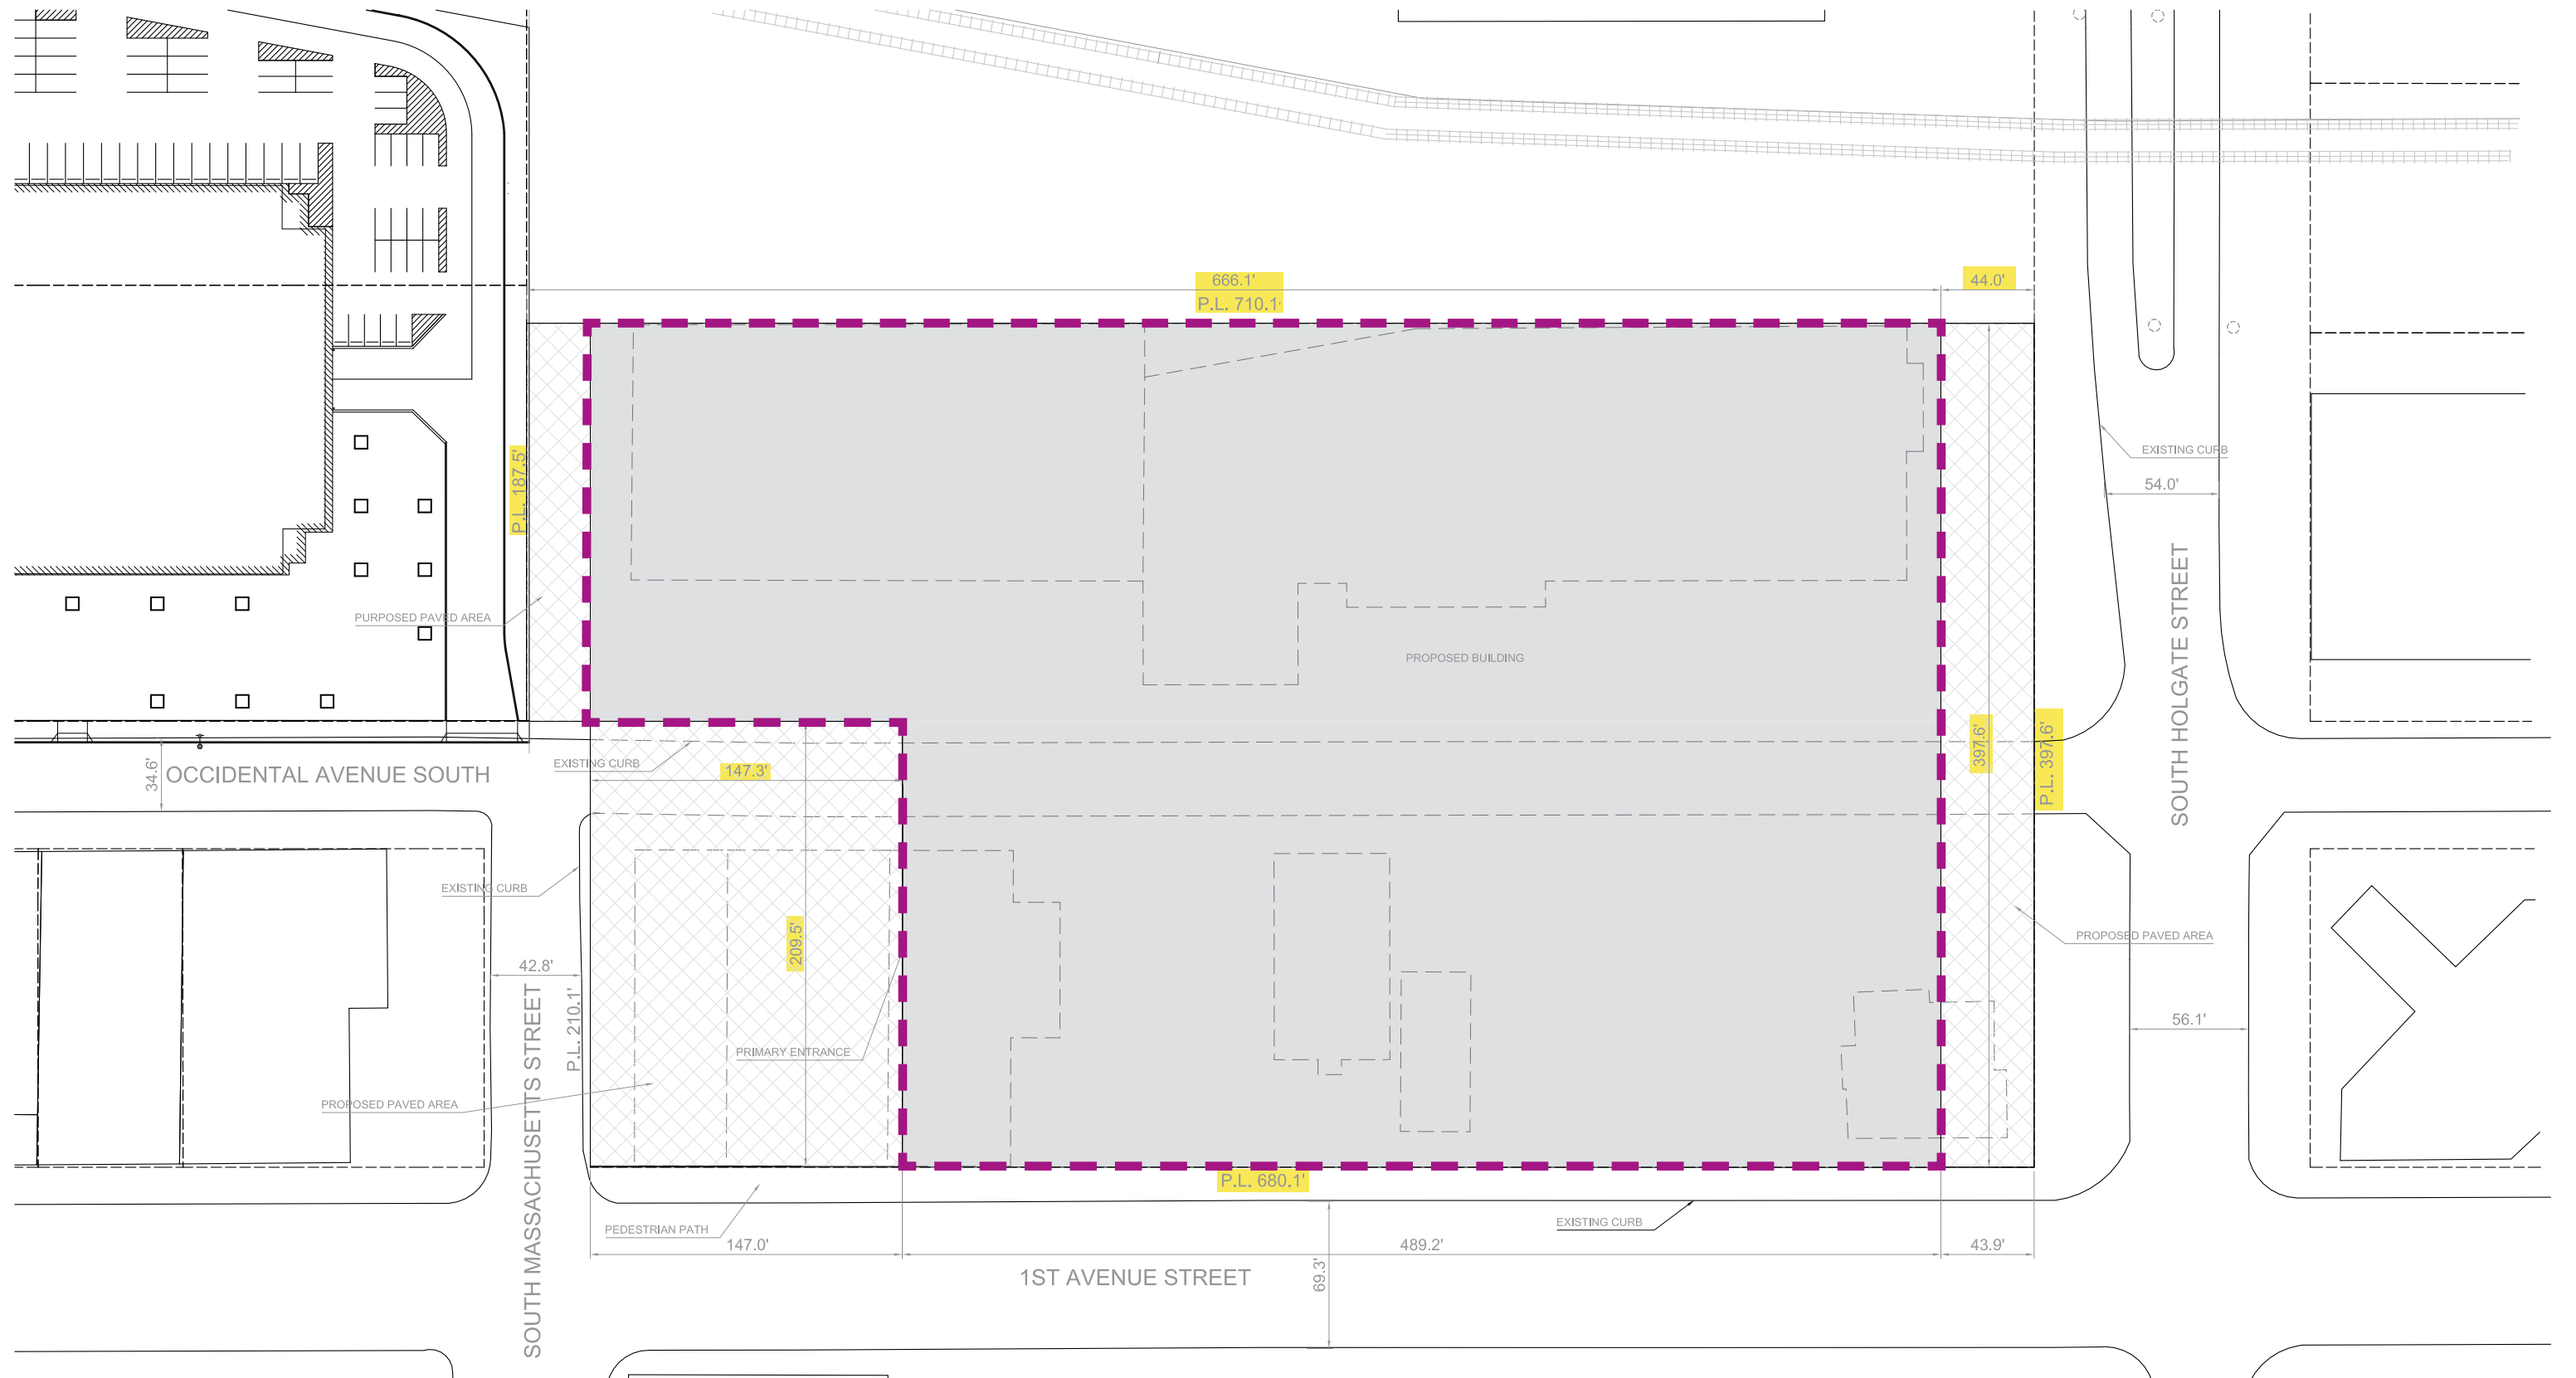 666.1'
44.0'
P.L. 710.1'
P.L. 187.5'
EXISTING CURB
54.0'
SOUTH HOLGATE STREET
PURPOSED PAVED AREA
PROPOSED BUILDING
397.6'
P.L. 397.6'
34.6'
OCCIDENTAL AVENUE SOUTH
EXISTING CURB
147.3'
EXISTING CURB
209.5'
PROPOSED PAVED AREA
42.8'
P.L. 210.1'
SOUTH MASSACHUSETTS STREET
56.1'
PRIMARY ENTRANCE
PROPOSED PAVED AREA
P.L. 680.1'
PEDESTRIAN PATH
EXISTING CURB
147.0'
489.2'
43.9'
69.3'
1ST AVENUE STREET